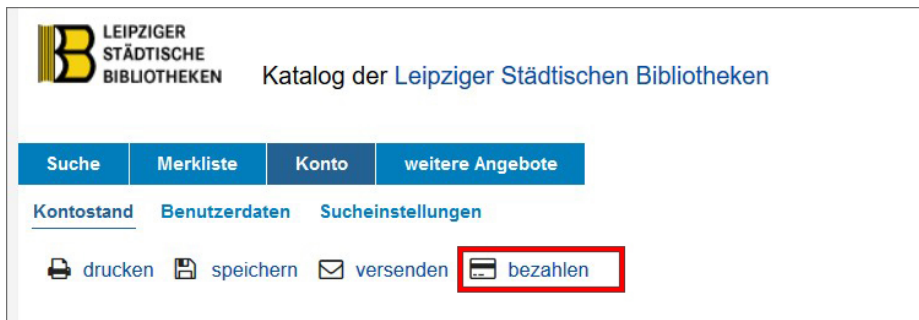 LEIPZIGER
STÄDTISCHE
BIBLIOTHEKEN
Katalog der Leipziger Städtischen Bibliotheken
Suche Merkliste Konto weitere Angebote
Kontostand Benutzerdaten Sucheinstellungen
drucken speichern versenden bezahlen